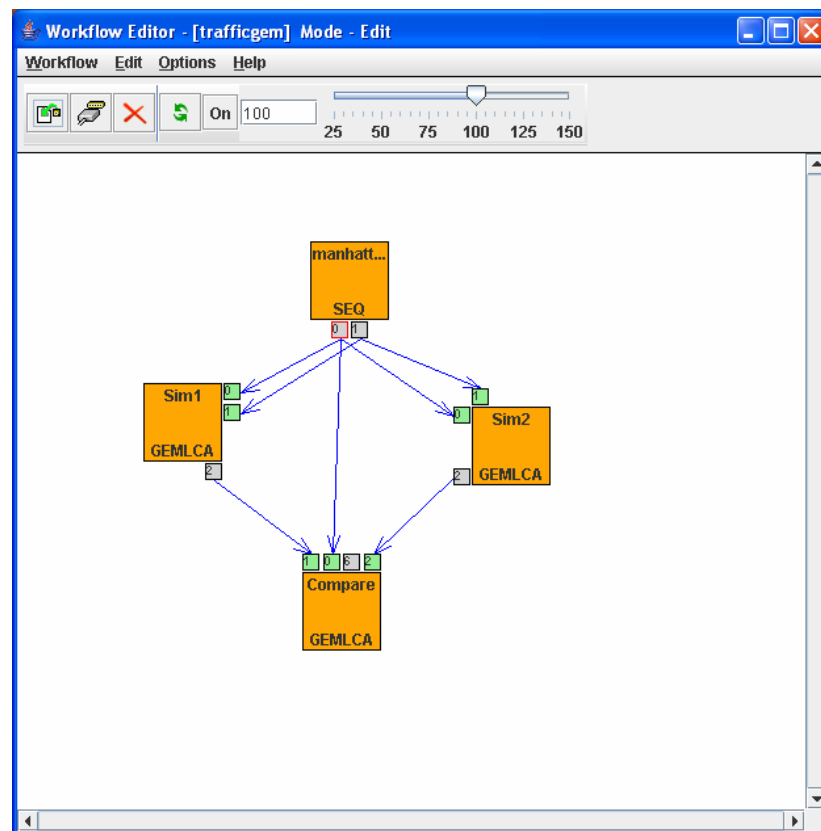 Workflow Editor - [trafficgem] Mode - Edit
Workflow Edit Options Help
On 100
25 50 75 100 125 150
manhatt...
SEQ
0 1
Sim1
0
1
GEMLCA
2
1
0
Sim2
2
GEMLCA
1 0 6 2
Compare
GEMLCA